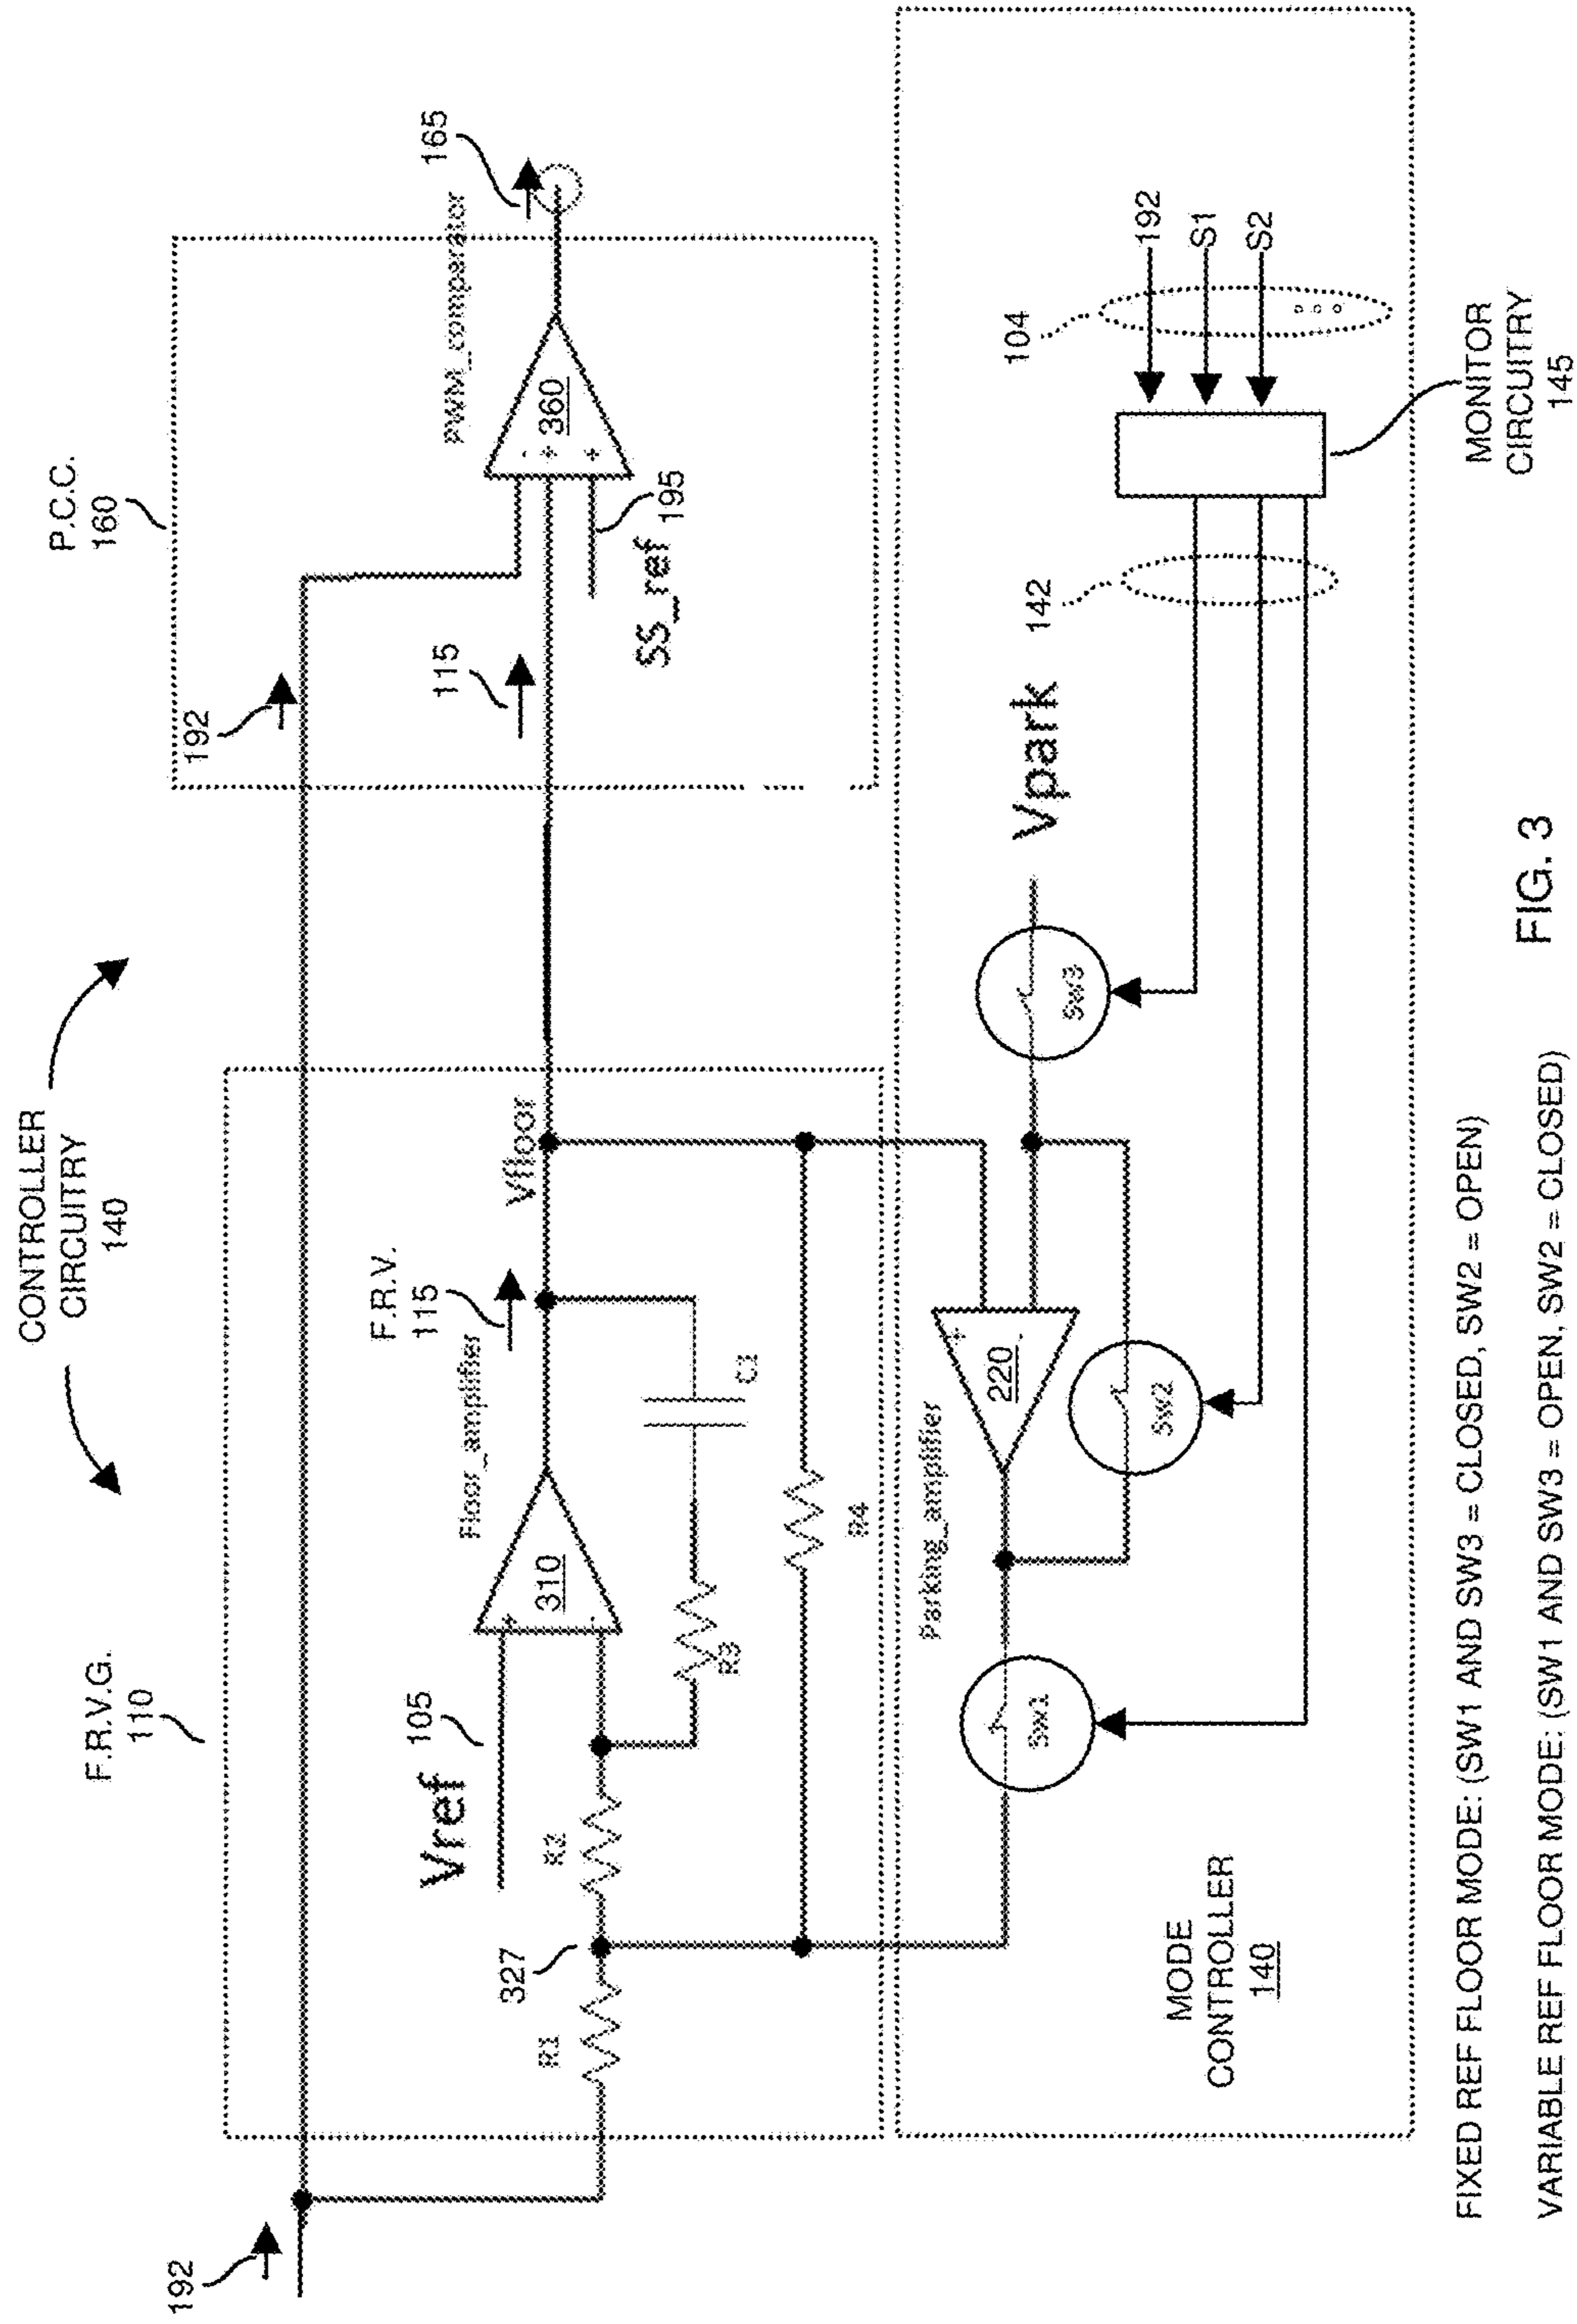 CONTROLLER
CIRCUITRY
140
F.R.V.G.
110
P.C.C.
160
192
192
Vref
105
F.R.V.
115
Floor_amplifier
310
Vfloor
115
PWM_comparator
165
-
+
+
360
SS_ref
195
+
-
327
R1
R2
R3
R4
Parking_amplifier
220
+
-
Sw1
Sw2
Sw3
Vpark
142
104
192
S1
S2
MONITOR
CIRCUITRY
145
MODE
CONTROLLER
140
FIXED REF FLOOR MODE: (SW1 AND SW3 = CLOSED, SW2 = OPEN)
VARIABLE REF FLOOR MODE: (SW1 AND SW3 = OPEN, SW2 = CLOSED)
FIG. 3